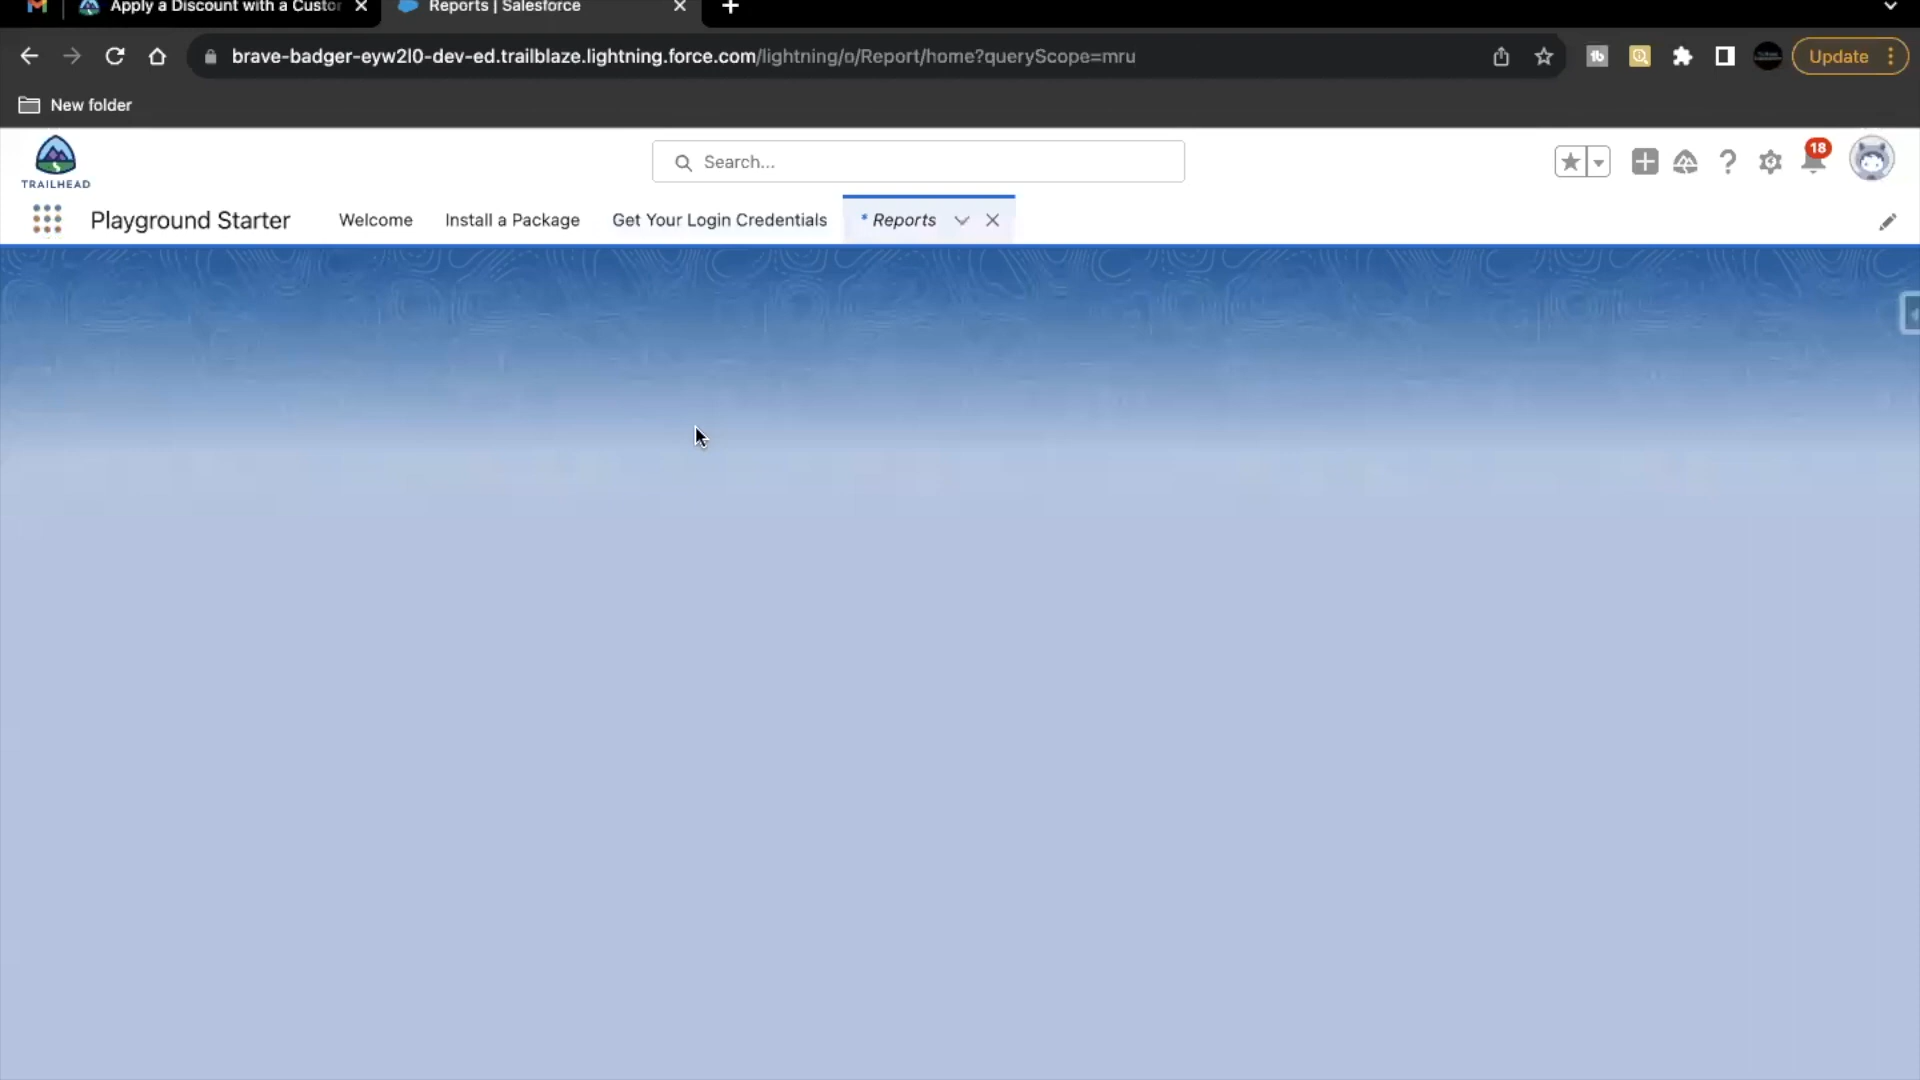 Apply a Discount with a Custor
Reports | Salesforce
brave-badger-eyw2l0-dev-ed.trailblaze.lightning.force.com/lightning/o/Report/home?queryScope=mru
Update
New folder
TRAILHEAD
Search...
18
Playground Starter
Welcome
Install a Package
Get Your Login Credentials
* Reports